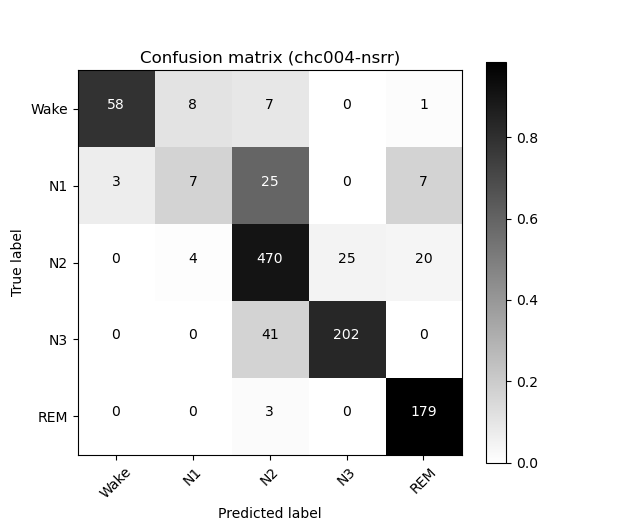 Confusion matrix (chc004-nsrr)
Wake 58 8 7 0 1
N1 3 7 25 0 7
N2 0 4 470 25 20
N3 0 0 41 202 0
REM 0 0 3 0 179
Wake N1 N2 N3 REM
Predicted label
True label
0.8
0.6
0.4
0.2
0.0